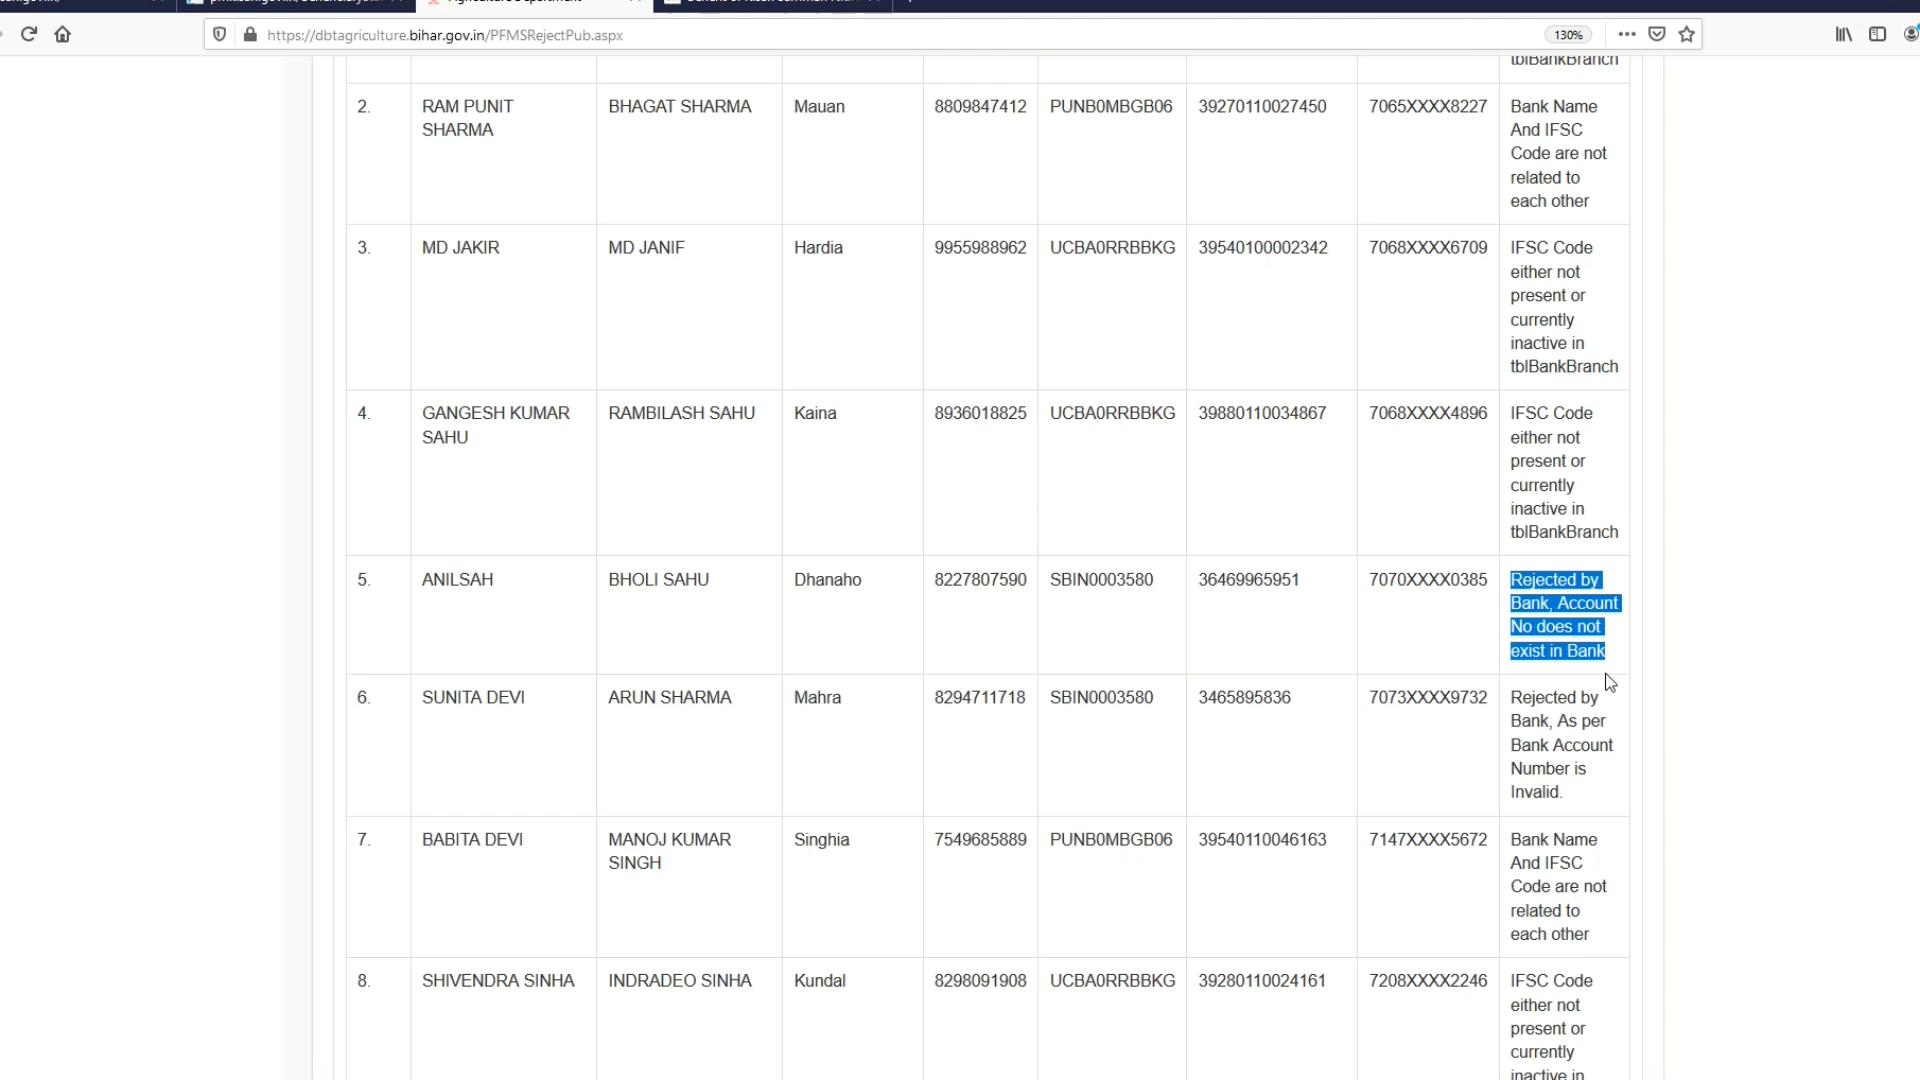 https://dbtagriculture.bihar.gov.in/PFMSRejectPub.aspx
130%
tblBankBranch
2. RAM PUNIT BHAGAT SHARMA Mauan 8809847412 PUNB0MBGB06 39270110027450 7065XXXX8227 Bank Name
SHARMA And IFSC
Code are not
related to
each other
3. MD JAKIR MD JANIF Hardia 9955988962 UCBA0RRBBKG 39540100002342 7068XXXX6709 IFSC Code
either not
present or
currently
inactive in
tblBankBranch
4. GANGESH KUMAR RAMBILASH SAHU Kaina 8936018825 UCBA0RRBBKG 39880110034867 7068XXXX4896 IFSC Code
SAHU either not
present or
currently
inactive in
tblBankBranch
5. ANILSAH BHOLI SAHU Dhanaho 8227807590 SBIN0003580 36469965951 7070XXXX0385 Rejected by
Bank, Account
No does not
exist in Bank
6. SUNITA DEVI ARUN SHARMA Mahra 8294711718 SBIN0003580 3465895836 7073XXXX9732 Rejected by
Bank, As per
Bank Account
Number is
Invalid.
7. BABITA DEVI MANOJ KUMAR Singhia 7549685889 PUNB0MBGB06 39540110046163 7147XXXX5672 Bank Name
SINGH And IFSC
Code are not
related to
each other
8. SHIVENDRA SINHA INDRADEO SINHA Kundal 8298091908 UCBA0RRBBKG 39280110024161 7208XXXX2246 IFSC Code
either not
present or
currently
inactive in